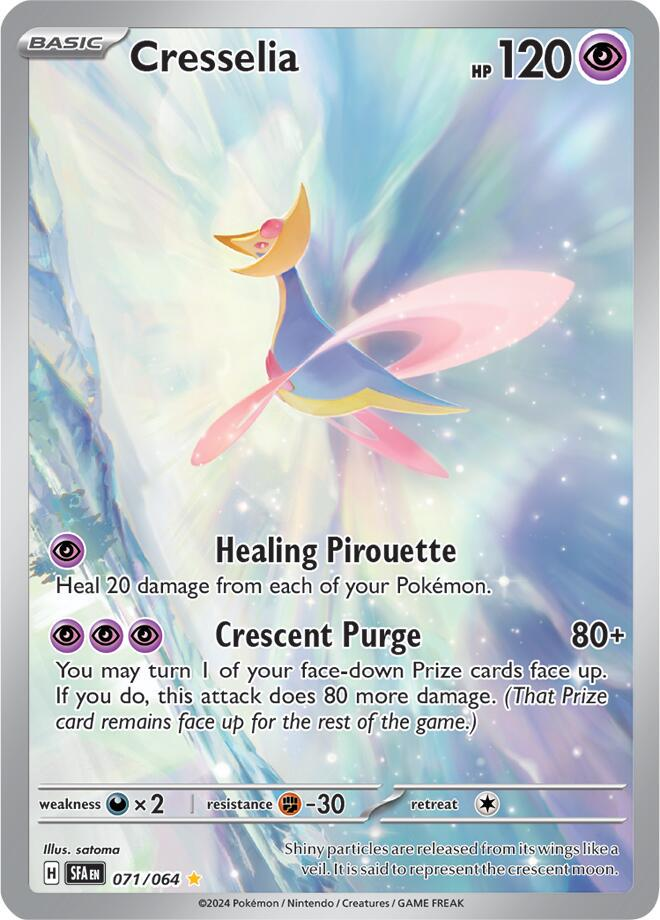 BASIC
Cresselia
HP 120
Healing Pirouette
Heal 20 damage from each of your Pokémon.
Crescent Purge 80+
You may turn 1 of your face-down Prize cards face up.
If you do, this attack does 80 more damage. (That Prize
card remains face up for the rest of the game.)
weakness ×2 resistance -30 retreat
Illus. satoma
Shiny particles are released from its wings like a
veil. It is said to represent the crescent moon.
H SFA EN 071/064
©2024 Pokémon / Nintendo / Creatures / GAME FREAK